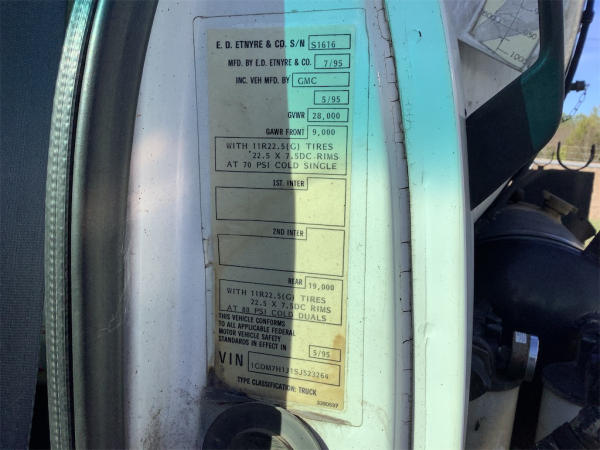 E. D. ETNYRE & CO. S/N S1616
MFD. BY E.D. ETNYRE & CO. 7/95
INC. VEH MFD. BY GMC
5/95
GVWR 28,000
GAWR FRONT 9,000
WITH 11R22.5(G) TIRES
22.5 X 7.5DC RIMS
AT 70 PSI COLD SINGLE
1ST. INTER
2ND INTER
REAR 19,000
WITH 11R22.5(G) TIRES
22.5 X 7.5DC RIMS
AT 80 PSI COLD DUALS
THIS VEHICLE CONFORMS
TO ALL APPLICABLE FEDERAL
MOTOR VEHICLE SAFETY
STANDARDS IN EFFECT 5/95
VIN 1GDM7H1J1SJ523264
TYPE CLASSIFICATION: TRUCK